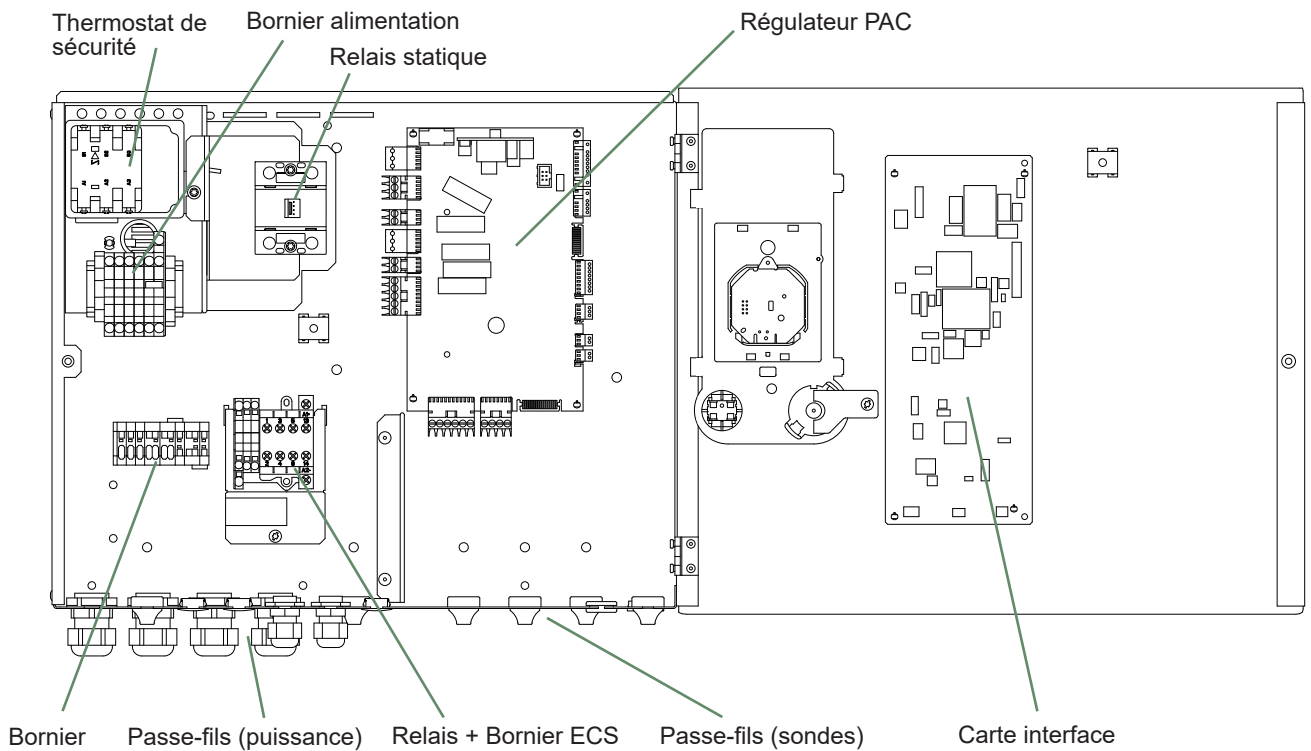 Thermostat de
sécurité
Bornier alimentation
Relais statique
Régulateur PAC
Bornier
Passe-fils (puissance)
Relais + Bornier ECS
Passe-fils (sondes)
Carte interface